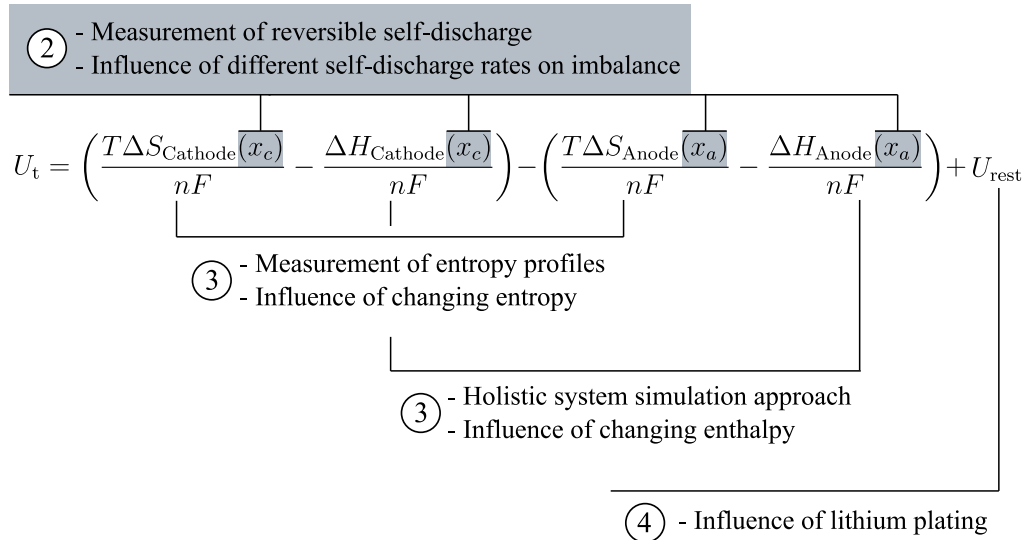 ② - Measurement of reversible self-discharge
- Influence of different self-discharge rates on imbalance
U_t = ( TΔS_Cathode(x_c) / nF − ΔH_Cathode(x_c) / nF ) − ( TΔS_Anode(x_a) / nF − ΔH_Anode(x_a) / nF ) + U_rest
③ - Measurement of entropy profiles
- Influence of changing entropy
③ - Holistic system simulation approach
- Influence of changing enthalpy
④ - Influence of lithium plating